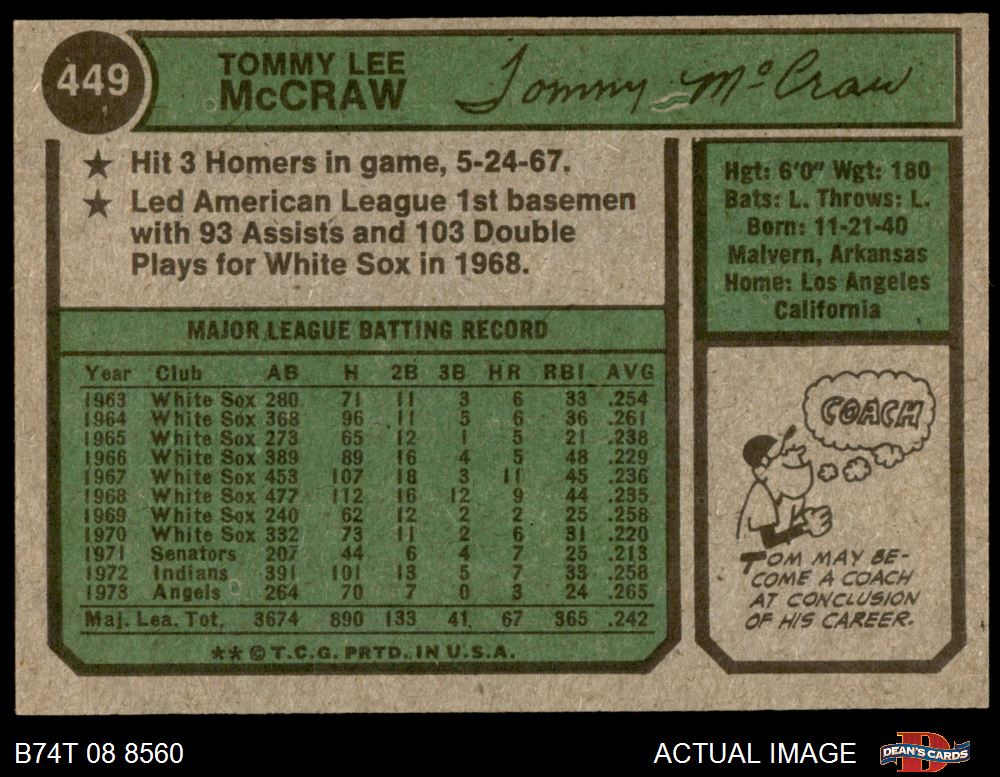 449
TOMMY LEE
McCRAW
Tommy McCraw
★ Hit 3 Homers in game, 5-24-67.
★ Led American League 1st basemen
with 93 Assists and 103 Double
Plays for White Sox in 1968.
Hgt: 6'0" Wgt: 180
Bats: L. Throws: L.
Born: 11-21-40
Malvern, Arkansas
Home: Los Angeles
California
MAJOR LEAGUE BATTING RECORD
Year Club AB H 2B 3B HR RBI AVG
1963 White Sox 280 71 11 3 6 33 .254
1964 White Sox 368 96 11 5 6 36 .261
1965 White Sox 273 65 12 1 5 21 .238
1966 White Sox 389 89 16 4 5 48 .229
1967 White Sox 453 107 18 3 11 45 .236
1968 White Sox 477 112 16 12 9 44 .235
1969 White Sox 240 62 12 2 2 25 .258
1970 White Sox 332 73 11 2 6 31 .220
1971 Senators 207 44 6 4 7 25 .213
1972 Indians 391 101 13 5 7 33 .258
1973 Angels 264 70 7 0 3 24 .265
Maj. Lea. Tot. 3674 890 133 41 67 365 .242
★★ © T.C.G. PRTD. IN U.S.A.
COACH
TOM MAY BE-
COME A COACH
AT CONCLUSION
OF HIS CAREER.
B74T 08 8560
ACTUAL IMAGE
DEAN'S CARDS